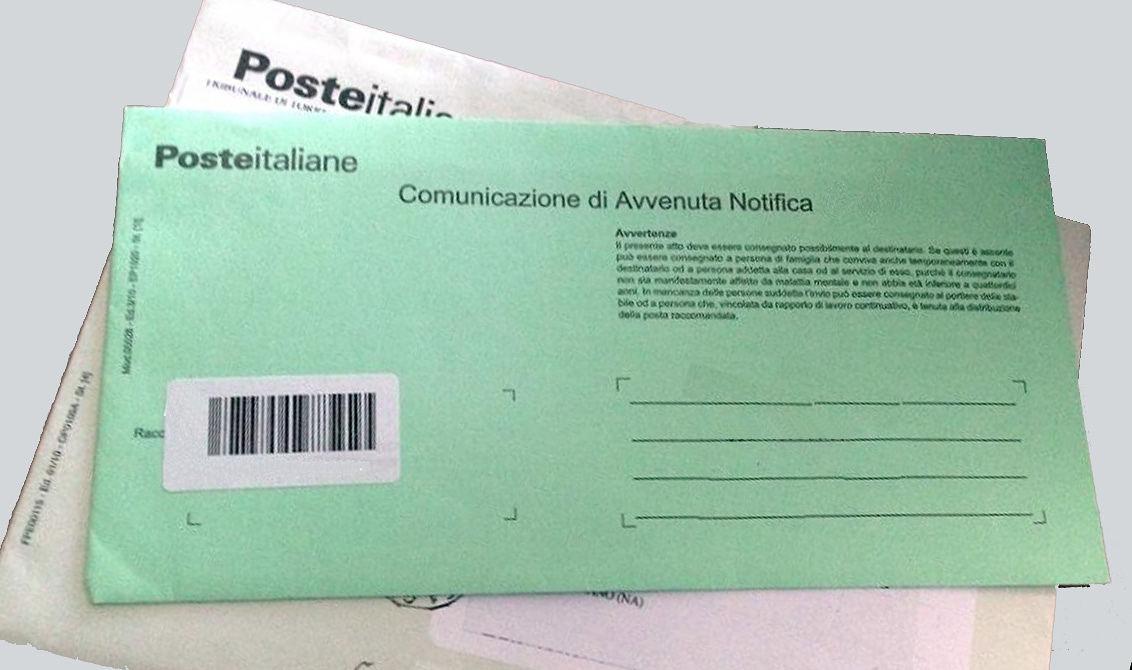 Posteitalia
TRIBUNALE DI TORRE
Posteitaliane
Comunicazione di Avvenuta Notifica
Avvertenze
Il presente atto deve essere consegnato possibilmente al destinatario. Se questi è assente
può essere consegnato a persona di famiglia che conviva anche temporaneamente con il
destinatario od a persona addetta alla casa od al servizio di esso, purché il consegnatario
non sia manifestamente affetto da malattia mentale e non abbia età inferiore a quattordici
anni. In mancanza delle persone suddette l'invio può essere consegnato al portiere dello sta-
bile od a persona che, vincolata da rapporto di lavoro continuativo, è tenuta alla distribuzione
della posta raccomandata.
Racc
(NA)